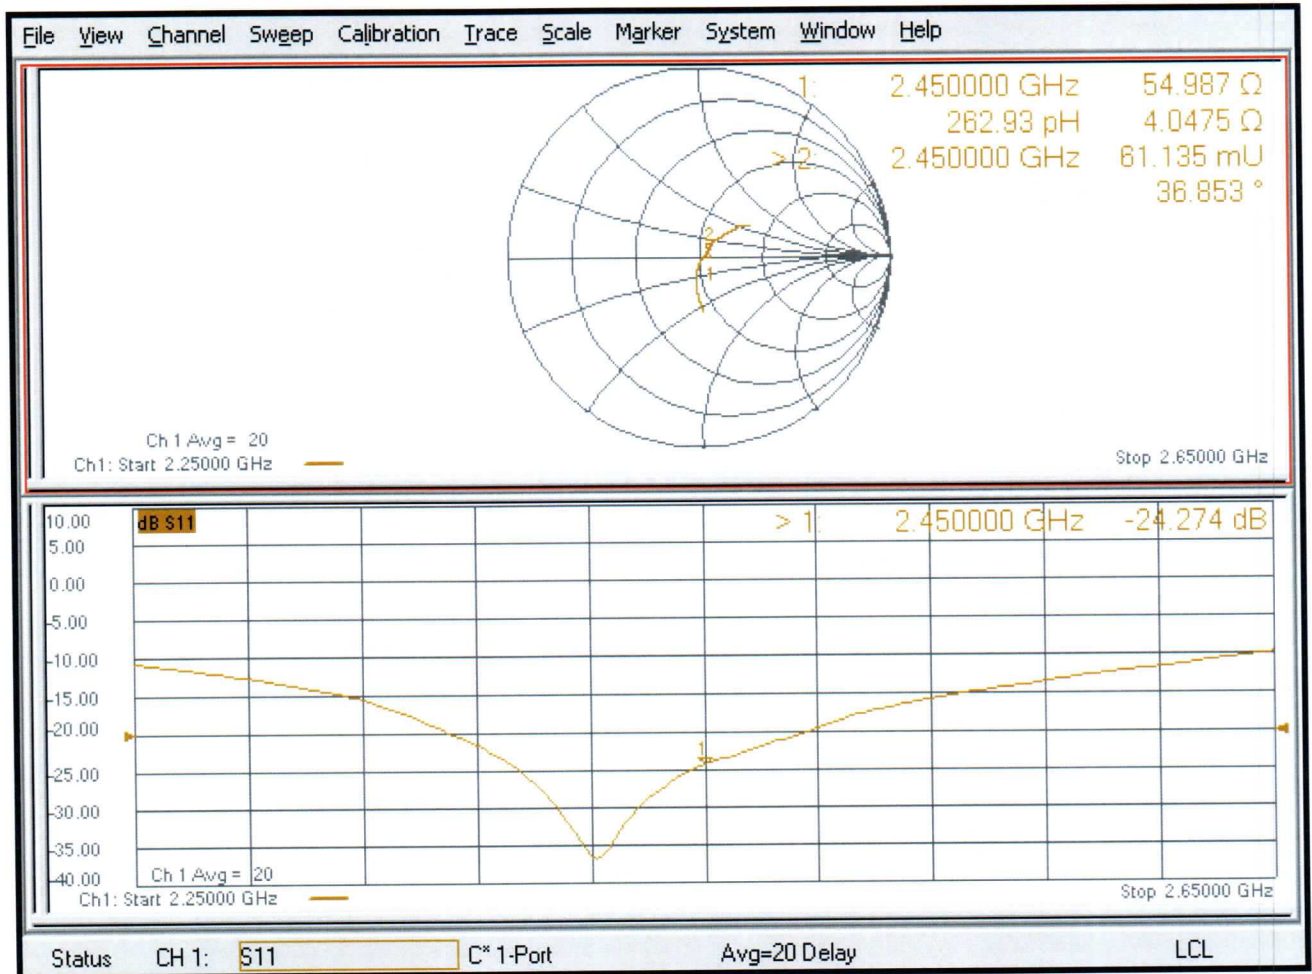 File View Channel Sweep Calibration Trace Scale Marker System Window Help
1: 2.450000 GHz 54.987 Ω
262.93 pH 4.0475 Ω
> 2: 2.450000 GHz 61.135 mU
36.853 °
2
1
Ch 1 Avg = 20
Ch1: Start 2.25000 GHz
Stop 2.65000 GHz
10.00
dB S11
> 1: 2.450000 GHz -24.274 dB
5.00
0.00
-5.00
-10.00
-15.00
-20.00
1
-25.00
-30.00
-35.00
-40.00
Ch 1 Avg = 20
Ch1: Start 2.25000 GHz
Stop 2.65000 GHz
Status CH 1: S11 C* 1-Port Avg=20 Delay LCL